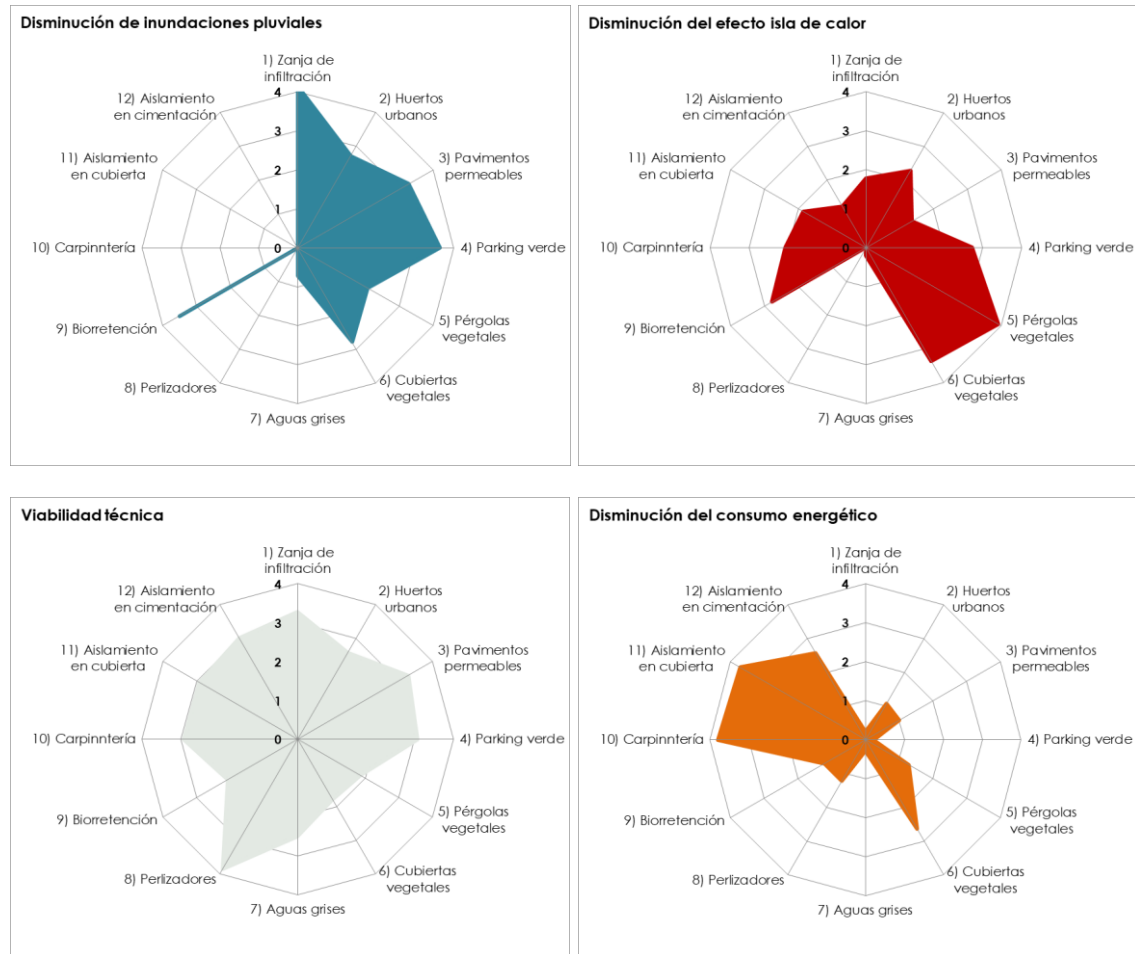 Disminución de inundaciones pluviales
1) Zanja de
infiltración
2) Huertos
urbanos
3) Pavimentos
permeables
4) Parking verde
5) Pérgolas
vegetales
6) Cubiertas
vegetales
7) Aguas grises
8) Perlizadores
9) Biorretención
10) Carpinntería
11) Aislamiento
en cubierta
12) Aislamiento
en cimentación
4
3
2
1
0
Disminución del efecto isla de calor
1) Zanja de
infiltración
2) Huertos
urbanos
3) Pavimentos
permeables
4) Parking verde
5) Pérgolas
vegetales
6) Cubiertas
vegetales
7) Aguas grises
8) Perlizadores
9) Biorretención
10) Carpinntería
11) Aislamiento
en cubierta
12) Aislamiento
en cimentación
4
3
2
1
0
Viabilidad técnica
1) Zanja de
infiltración
2) Huertos
urbanos
3) Pavimentos
permeables
4) Parking verde
5) Pérgolas
vegetales
6) Cubiertas
vegetales
7) Aguas grises
8) Perlizadores
9) Biorretención
10) Carpinntería
11) Aislamiento
en cubierta
12) Aislamiento
en cimentación
4
3
2
1
0
Disminución del consumo energético
1) Zanja de
infiltración
2) Huertos
urbanos
3) Pavimentos
permeables
4) Parking verde
5) Pérgolas
vegetales
6) Cubiertas
vegetales
7) Aguas grises
8) Perlizadores
9) Biorretención
10) Carpinntería
11) Aislamiento
en cubierta
12) Aislamiento
en cimentación
4
3
2
1
0